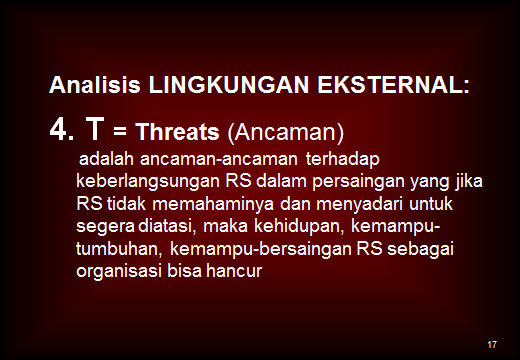 Analisis LINGKUNGAN EKSTERNAL:
4. T = Threats (Ancaman)
adalah ancaman-ancaman terhadap
keberlangsungan RS dalam persaingan yang jika
RS tidak memahaminya dan menyadari untuk
segera diatasi, maka kehidupan, kemampu-
tumbuhan, kemampu-bersaingan RS sebagai
organisasi bisa hancur
17